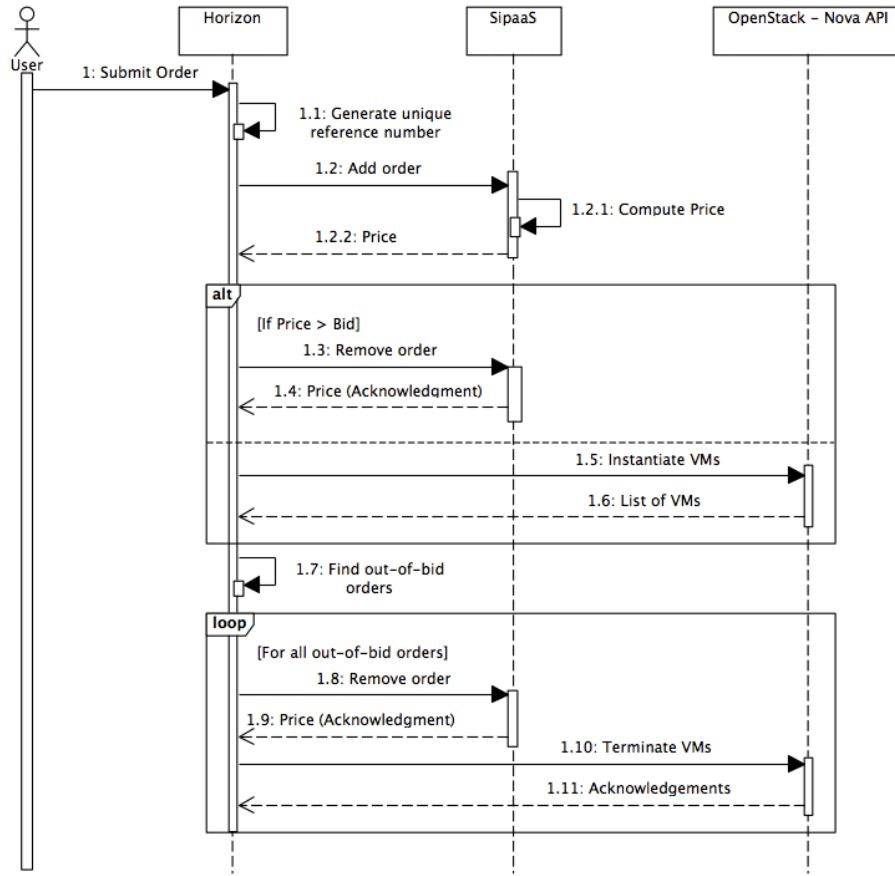 Horizon
SipaaS
OpenStack – Nova API
User
1: Submit Order
1.1: Generate unique
reference number
1.2: Add order
1.2.1: Compute Price
1.2.2: Price
alt
[If Price > Bid]
1.3: Remove order
1.4: Price (Acknowledgment)
1.5: Instantiate VMs
1.6: List of VMs
1.7: Find out–of–bid
orders
loop
[For all out–of–bid orders]
1.8: Remove order
1.9: Price (Acknowledgment)
1.10: Terminate VMs
1.11: Acknowledgements